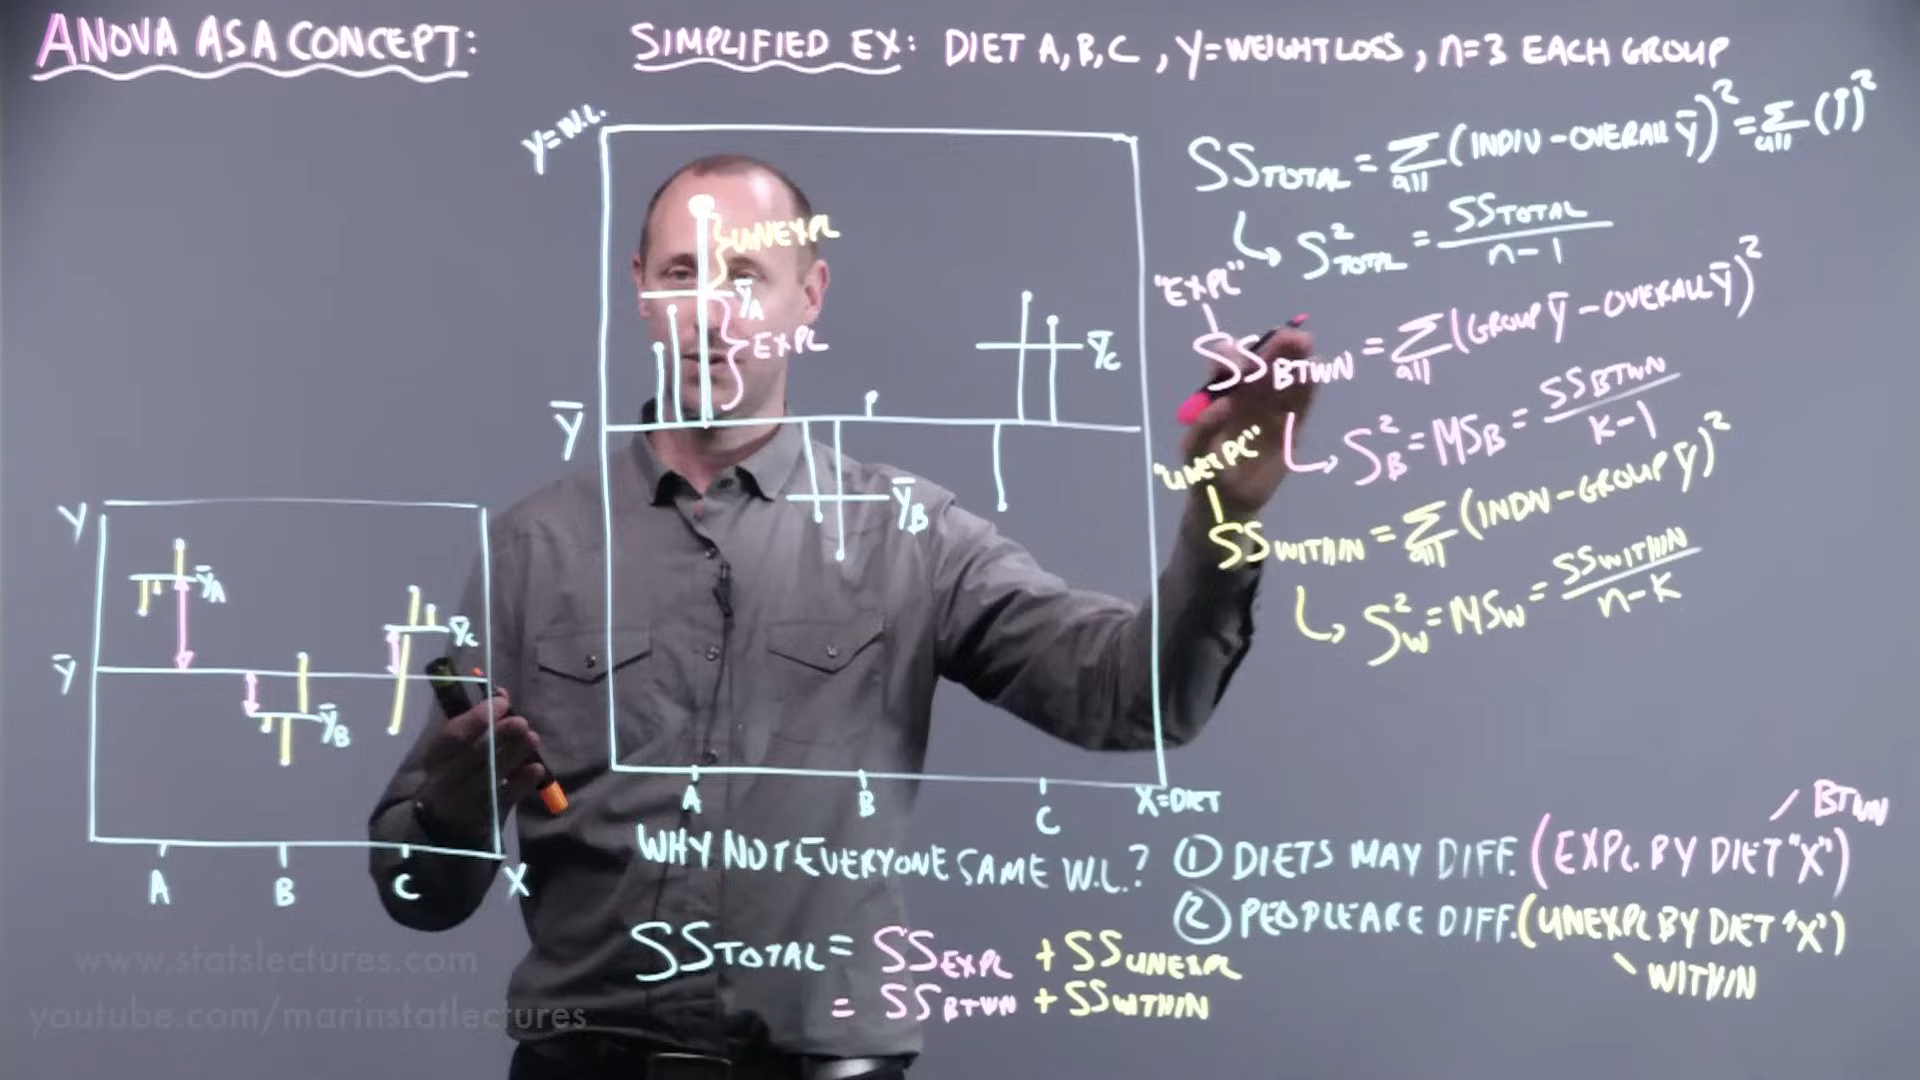 ANOVA AS A CONCEPT:
SIMPLIFIED EX: DIET A, B, C, Y=WEIGHT LOSS, n=3 EACH GROUP
Y=W.L.
UNEXPL
ȲA
EXPL
Ȳ
ȲB
ȲC
A B C X=DIET
SSTOTAL = Σall (INDIV - OVERALL Ȳ)² = Σall ( | )²
↳ S²TOTAL = SSTOTAL / n-1
"EXPL"
SSBTWN = Σall (GROUP Ȳ - OVERALL Ȳ)²
↳ S²B = MSB = SSBTWN / K-1
"UNEXPL"
SSWITHIN = Σall (INDIV - GROUP Ȳ)²
↳ S²W = MSW = SSWITHIN / n-K
Y
ȲA
Ȳ
ȲB
ȲC
A B C X
WHY NOT EVERYONE SAME W.L.?
① DIETS MAY DIFF. (EXPL. BY DIET "X")
BTWN
② PEOPLE ARE DIFF. (UNEXPL BY DIET "X")
WITHIN
SSTOTAL = SSEXPL + SSUNEXPL
= SSBTWN + SSWITHIN
www.statslectures.com
youtube.com/marinstatlectures